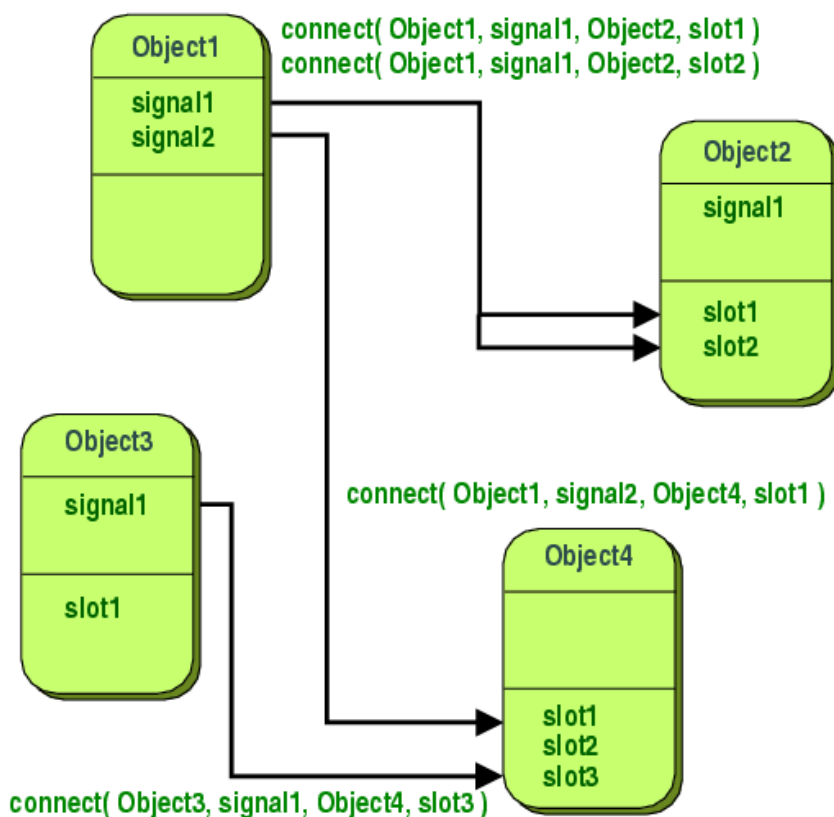 Object1
signal1
signal2
connect( Object1, signal1, Object2, slot1 )
connect( Object1, signal1, Object2, slot2 )
Object2
signal1
slot1
slot2
Object3
signal1
slot1
connect( Object1, signal2, Object4, slot1 )
Object4
slot1
slot2
slot3
connect( Object3, signal1, Object4, slot3 )